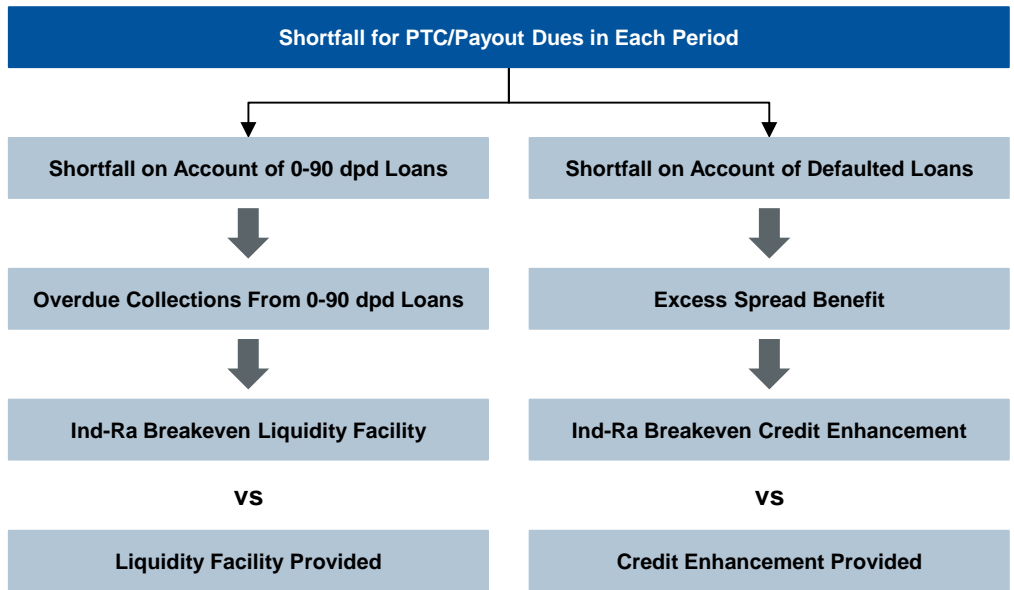 Shortfall for PTC/Payout Dues in Each Period
Shortfall on Account of 0-90 dpd Loans
Shortfall on Account of Defaulted Loans
Overdue Collections From 0-90 dpd Loans
Excess Spread Benefit
Ind-Ra Breakeven Liquidity Facility
Ind-Ra Breakeven Credit Enhancement
vs
vs
Liquidity Facility Provided
Credit Enhancement Provided